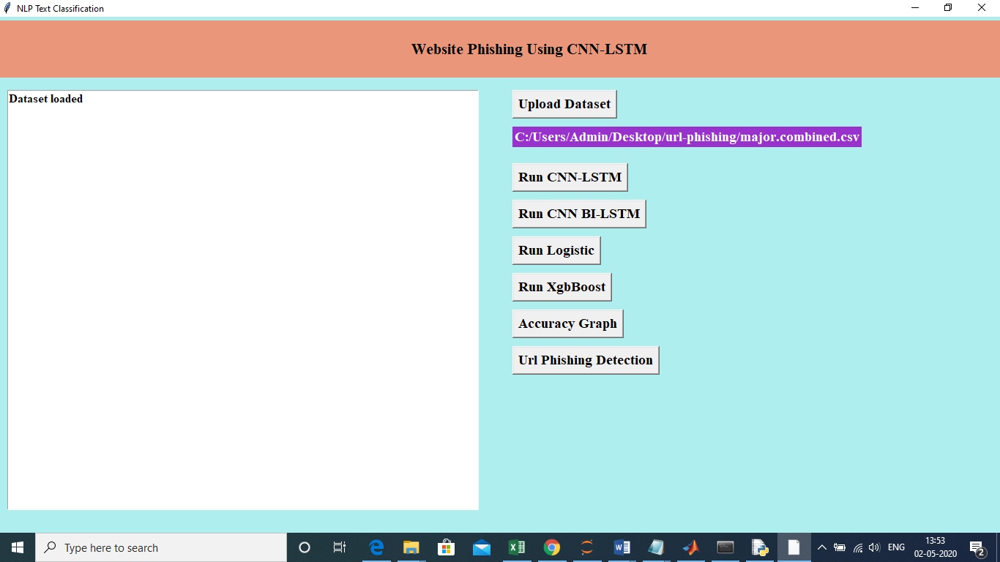 NLP Text Classification
Website Phishing Using CNN-LSTM
Dataset loaded
Upload Dataset
C:/Users/Admin/Desktop/url-phishing/major.combined.csv
Run CNN-LSTM
Run CNN BI-LSTM
Run Logistic
Run XgbBoost
Accuracy Graph
Url Phishing Detection
Type here to search
ENG
13:53
02-05-2020
2